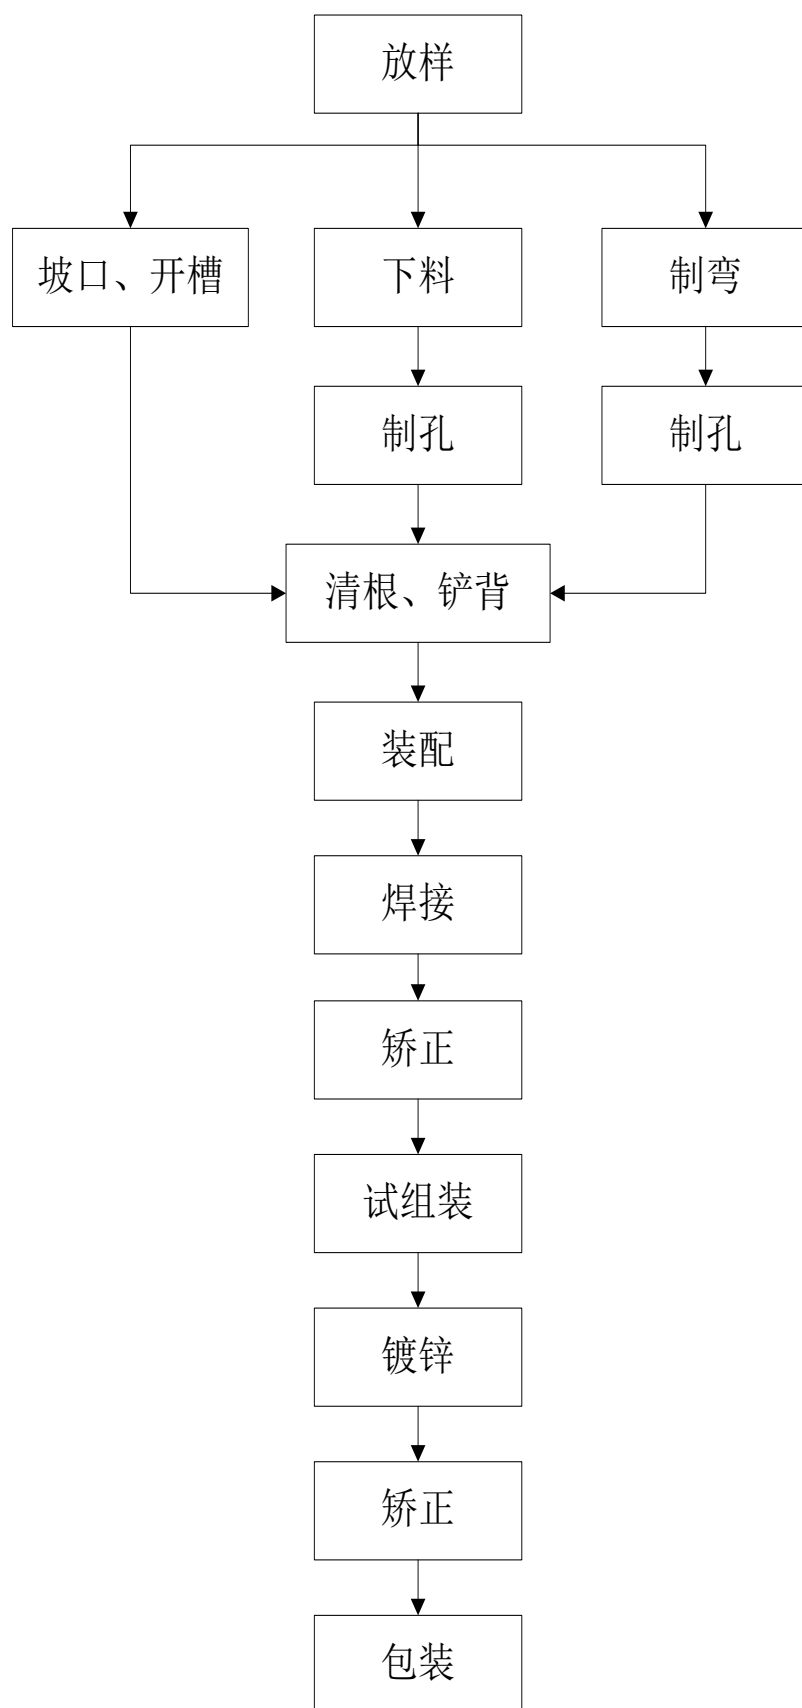 放样
坡口、开槽
下料
制弯
制孔
制孔
清根、铲背
装配
焊接
矫正
试组装
镀锌
矫正
包装